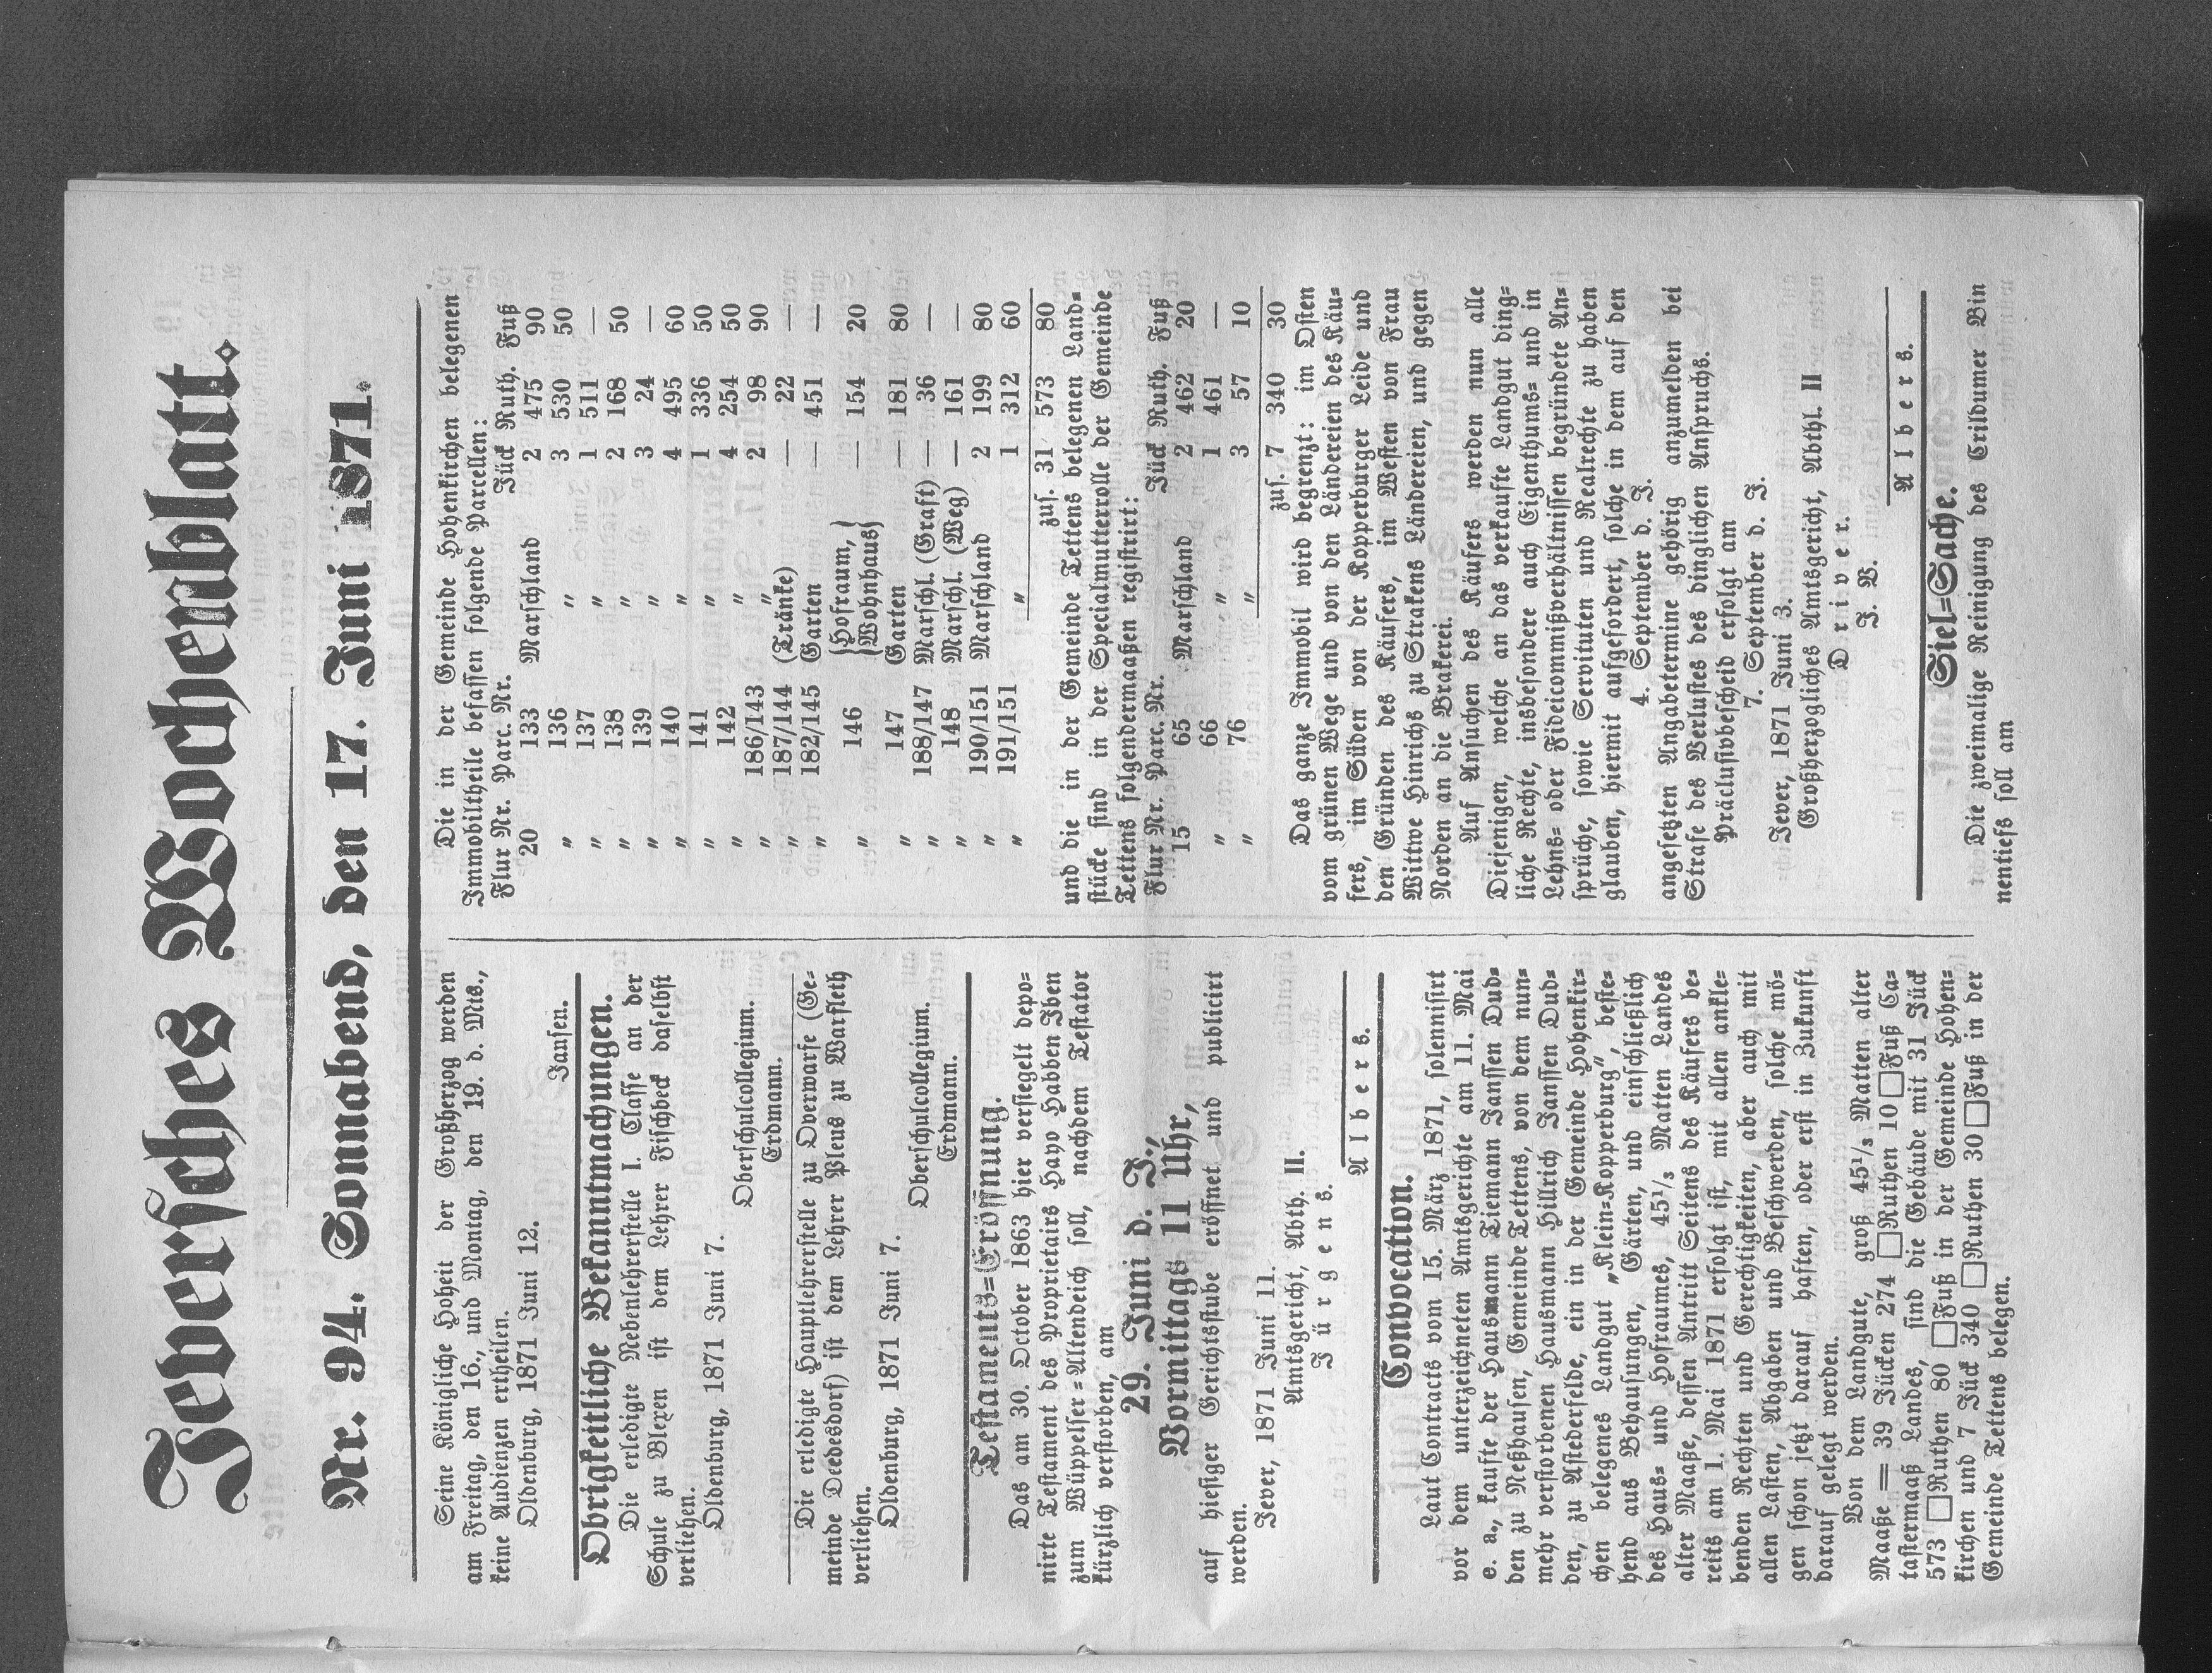 Jeversches Wochenblatt.
Nr. 94. Sonnabend, den 17. Juni 1871.
Seine Königliche Hoheit der Großherzog werden
am Freitag, den 16., und Montag, den 19. d. Mts.,
keine Audienzen ertheilen.
Oldenburg, 1871 Juni 12.
Jansen.
Obrigkeitliche Bekanntmachungen.
Die erledigte Nebenlehrerstelle I. Classe an der
Schule zu Blexen ist dem Lehrer Fischbeck daselbst
verliehen.
Oldenburg, 1871 Juni 7.
Oberschulcollegium.
Erdmann.
Die erledigte Hauptlehrerstelle zu Overwarfe (Ge-
meinde Deedesdorf) ist dem Lehrer Pleus zu Warfleth
verliehen.
Oldenburg, 1871 Juni 7.
Oberschulcollegium.
Erdmann.
Testaments-Eröffnung.
Das am 30. October 1863 hier versiegelt depo-
nirte Testament des Proprietairs Hayo Habben Iben
zum Wüppelser-Altendeich soll, nachdem Testator
kürzlich verstorben, am
29. Juni d. J.,
Vormittags 11 Uhr,
auf hiesiger Gerichtsstube eröffnet und publicirt
werden.
Jever, 1871 Juni 11.
Amtsgericht, Abth. II.
Jürgens.
Albers.
Convocation.
Laut Contracts vom 15. März 1871, solennisirt
vor dem unterzeichneten Amtsgerichte am 11. Mai
e. a., kaufte der Hausmann Tiemann Janssen Dud-
den zu Neßhausen, Gemeinde Tettens, von dem nun-
mehr verstorbenen Hausmann Hillrich Janssen Dud-
den, zu Astederfelde, ein in der Gemeinde Hohenkir-
chen belegenes Landgut „Klein-Kopperburg", beste-
hend aus Behausungen, Gärten, und einschließlich
des Haus- und Hofraumes, 45¹/₃ Matten Landes
alter Maaße, dessen Antritt Seitens des Käufers be-
reits am 1. Mai 1871 erfolgt ist, mit allen ankle-
benden Rechten und Gerechtigkeiten, aber auch mit
allen Lasten, Abgaben und Beschwerden, solche mö-
gen schon jetzt darauf haften, oder erst in Zukunft
darauf gelegt werden.
Von dem Landgute, groß 45¹/₃ Matten alter
Maaße = 39 Jücken 274 □Ruthen 10 □Fuß Ca-
tastermaaß Landes, sind die Gebäude mit 31 Jück
573 □Ruthen 80 □Fuß in der Gemeinde Hohen-
kirchen und 7 Jück 340 □Ruthen 30 □Fuß in der
Gemeinde Tettens belegen.
Die in der Gemeinde Hohenkirchen belegenen
Immobiltheile befassen folgende Parcellen:
Flur Nr. Parc. Nr. Jück Ruth. Fuß
20 133 Marschland 2 475 90
„ 136 „ 3 530 50
„ 137 „ 1 511 —
„ 138 „ 2 168 50
„ 139 „ 3 24 —
„ 140 „ 4 495 60
„ 141 „ 1 336 50
„ 142 „ 4 254 50
„ 186/143 „ 2 98 90
„ 187/144 (Tränke) — 22 —
„ 182/145 Garten — 451 —
„ 146 {Hofraum, Wohnhaus} — 154 20
„ 147 Garten — 181 80
„ 188/147 Marschl. (Graft) — 36 —
„ 148 Marschl. (Weg) — 161 —
„ 190/151 Marschland 2 199 80
„ 191/151 „ 1 312 60
zus. 31 573 80
und die in der Gemeinde Tettens belegenen Land-
stücke sind in der Specialmutterrolle der Gemeinde
Tettens folgendermaaßen registrirt:
Flur Nr. Parc. Nr. Jück Ruth. Fuß
15 65 Marschland 2 462 20
„ 66 „ 1 461 —
„ 76 „ 3 57 10
zus. 7 340 30
Das ganze Immobil wird begrenzt: im Osten
vom grünen Wege und von den Ländereien des Käu-
fers, im Süden von der Kopperburger Leide und
den Gründen des Käufers, im Westen von Frau
Wittwe Hinrichs zu Strakens Ländereien, und gegen
Norden an die Brakerei.
Auf Ansuchen des Käufers werden nun alle
Diejenigen, welche an das verkaufte Landgut ding-
liche Rechte, insbesondere auch Eigenthums- und in
Lehns- oder Fideicommißverhältnissen begründete An-
sprüche, sowie Servituten und Realrechte zu haben
glauben, hiermit aufgefordert, solche in dem auf den
4. September d. J.
angesetzten Angabetermine gehörig anzumelden bei
Strafe des Verlustes des dinglichen Anspruchs.
Präclusivbescheid erfolgt am
7. September d. J.
Jever, 1871 Juni 3.
Großherzogliches Amtsgericht, Abthl. II
Driver.
J. V.
Albers.
Siel-Sache.
Die zweimalige Reinigung des Crildumer Bin
nentiefs soll am